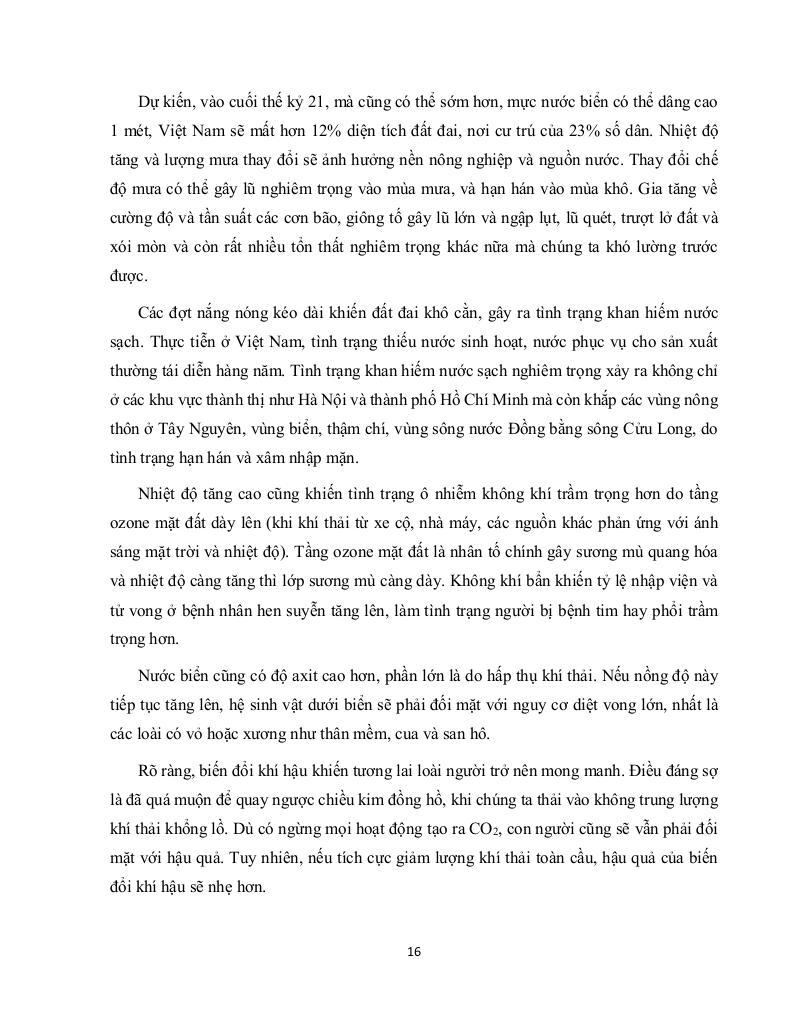 Dự kiến, vào cuối thế kỷ 21, mà cũng có thể sớm hơn, mực nước biển có thể dâng cao
1 mét, Việt Nam sẽ mất hơn 12% diện tích đất đai, nơi cư trú của 23% số dân. Nhiệt độ
tăng và lượng mưa thay đổi sẽ ảnh hưởng nền nông nghiệp và nguồn nước. Thay đổi chế
độ mưa có thể gây lũ nghiêm trọng vào mùa mưa, và hạn hán vào mùa khô. Gia tăng về
cường độ và tần suất các cơn bão, giông tố gây lũ lớn và ngập lụt, lũ quét, trượt lở đất và
xói mòn và còn rất nhiều tổn thất nghiêm trọng khác nữa mà chúng ta khó lường trước
được.
Các đợt nắng nóng kéo dài khiến đất đai khô cằn, gây ra tình trạng khan hiếm nước
sạch. Thực tiễn ở Việt Nam, tình trạng thiếu nước sinh hoạt, nước phục vụ cho sản xuất
thường tái diễn hàng năm. Tình trạng khan hiếm nước sạch nghiêm trọng xảy ra không chỉ
ở các khu vực thành thị như Hà Nội và thành phố Hồ Chí Minh mà còn khắp các vùng nông
thôn ở Tây Nguyên, vùng biển, thậm chí, vùng sông nước Đồng bằng sông Cửu Long, do
tình trạng hạn hán và xâm nhập mặn.
Nhiệt độ tăng cao cũng khiến tình trạng ô nhiễm không khí trầm trọng hơn do tầng
ozone mặt đất dày lên (khi khí thải từ xe cộ, nhà máy, các nguồn khác phản ứng với ánh
sáng mặt trời và nhiệt độ). Tầng ozone mặt đất là nhân tố chính gây sương mù quang hóa
và nhiệt độ càng tăng thì lớp sương mù càng dày. Không khí bẩn khiến tỷ lệ nhập viện và
tử vong ở bệnh nhân hen suyễn tăng lên, làm tình trạng người bị bệnh tim hay phổi trầm
trọng hơn.
Nước biển cũng có độ axit cao hơn, phần lớn là do hấp thụ khí thải. Nếu nồng độ này
tiếp tục tăng lên, hệ sinh vật dưới biển sẽ phải đối mặt với nguy cơ diệt vong lớn, nhất là
các loài có vỏ hoặc xương như thân mềm, cua và san hô.
Rõ ràng, biến đổi khí hậu khiến tương lai loài người trở nên mong manh. Điều đáng sợ
là đã quá muộn để quay ngược chiều kim đồng hồ, khi chúng ta thải vào không trung lượng
khí thải khổng lồ. Dù có ngừng mọi hoạt động tạo ra CO₂, con người cũng sẽ vẫn phải đối
mặt với hậu quả. Tuy nhiên, nếu tích cực giảm lượng khí thải toàn cầu, hậu quả của biến
đổi khí hậu sẽ nhẹ hơn.
16